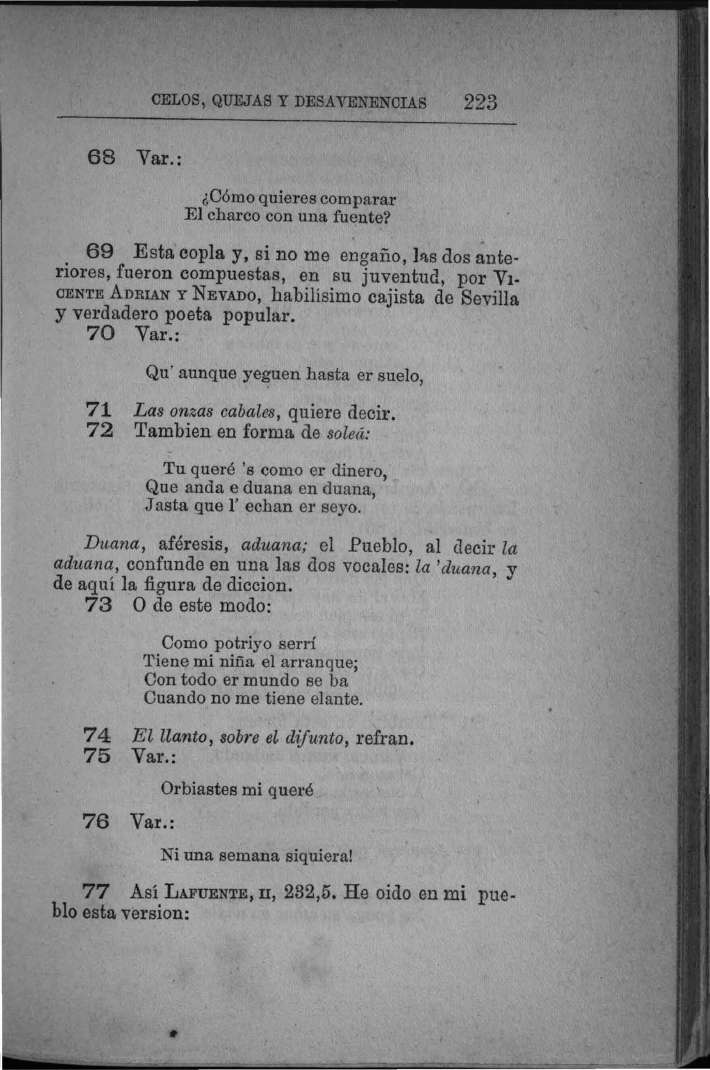 CELOS, QUEJAS Y DESAVENENCIAS 223
68 Var.:
¿Cómo quieres comparar
El charco con una fuente?
69 Esta copla y, si no me engaño, las dos ante-
riores, fueron compuestas, en su juventud, por VI-
CENTE ADRIAN Y NEVADO, habilísimo cajista de Sevilla
y verdadero poeta popular.
70 Var.:
Qu' aunque yeguen hasta er suelo,
71 Las onzas cabales, quiere decir.
72 Tambien en forma de soleá:
Tu queré 's como er dinero,
Que anda e duana en duana,
Jasta que l' echan er seyo.
Duana, aféresis, aduana; el Pueblo, al decir la
aduana, confunde en una las dos vocales: la 'duana, y
de aquí la figura de diccion.
73 O de este modo:
Como potriyo serrí
Tiene mi niña el arranque;
Con todo er mundo se ba
Cuando no me tiene elante.
74 El llanto, sobre el difunto, refran.
75 Var.:
Orbiastes mi queré
76 Var.:
Ni una semana siquiera!
77 Así LAFUENTE, II, 232,5. He oido en mi pue-
blo esta version: